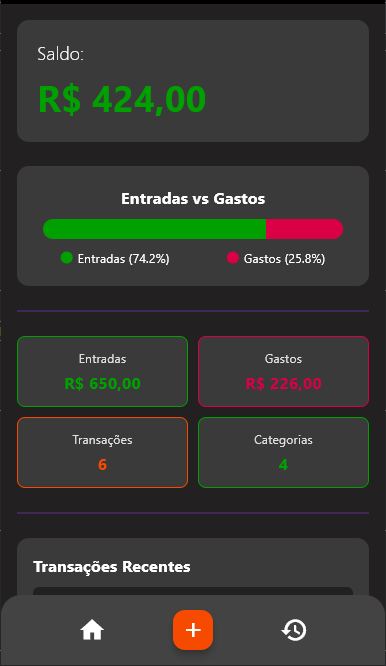 Saldo:
R$ 424,00
Entradas vs Gastos
Entradas (74.2%) Gastos (25.8%)
Entradas Gastos
R$ 650,00 R$ 226,00
Transações Categorias
6 4
Transações Recentes